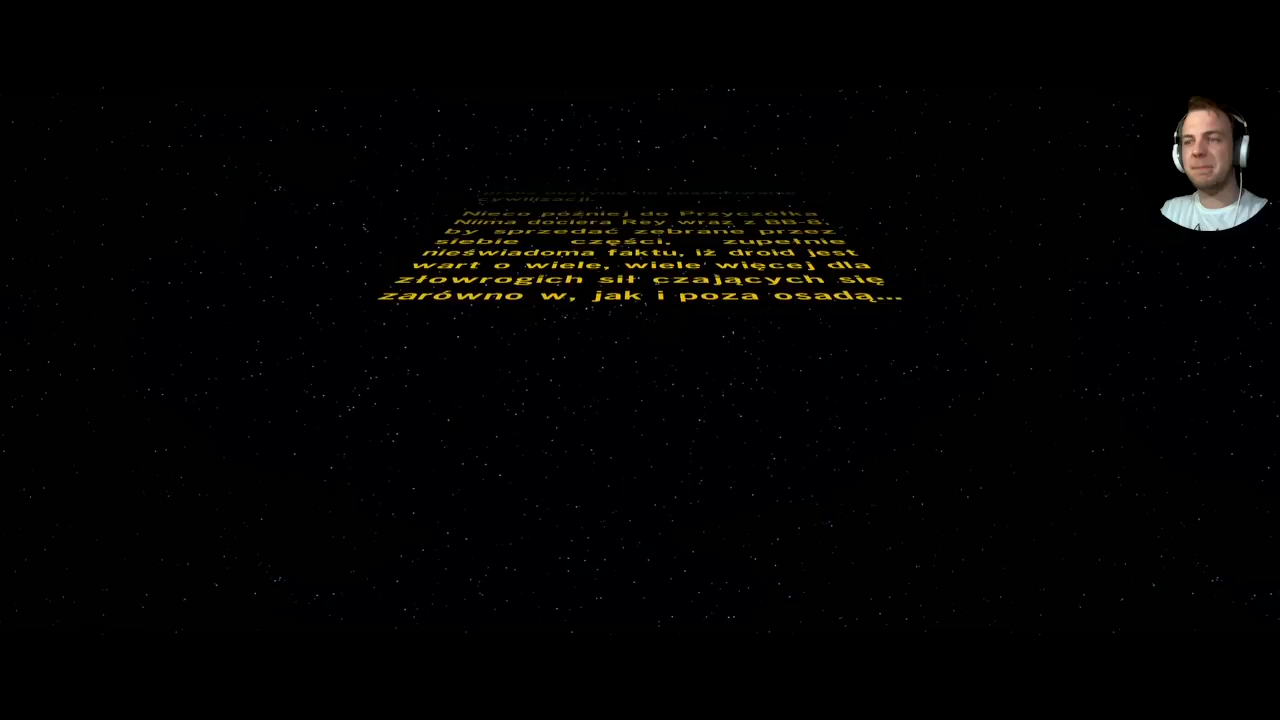 cywilizacji.
Nieco później do Przyczółka
Niima dociera Rey wraz z BB-8,
by sprzedać zebrane przez
siebie części, zupełnie
nieświadoma faktu, iż droid jest
wart o wiele, wiele więcej dla
złowrogich sił czających się
zarówno w, jak i poza osadą...